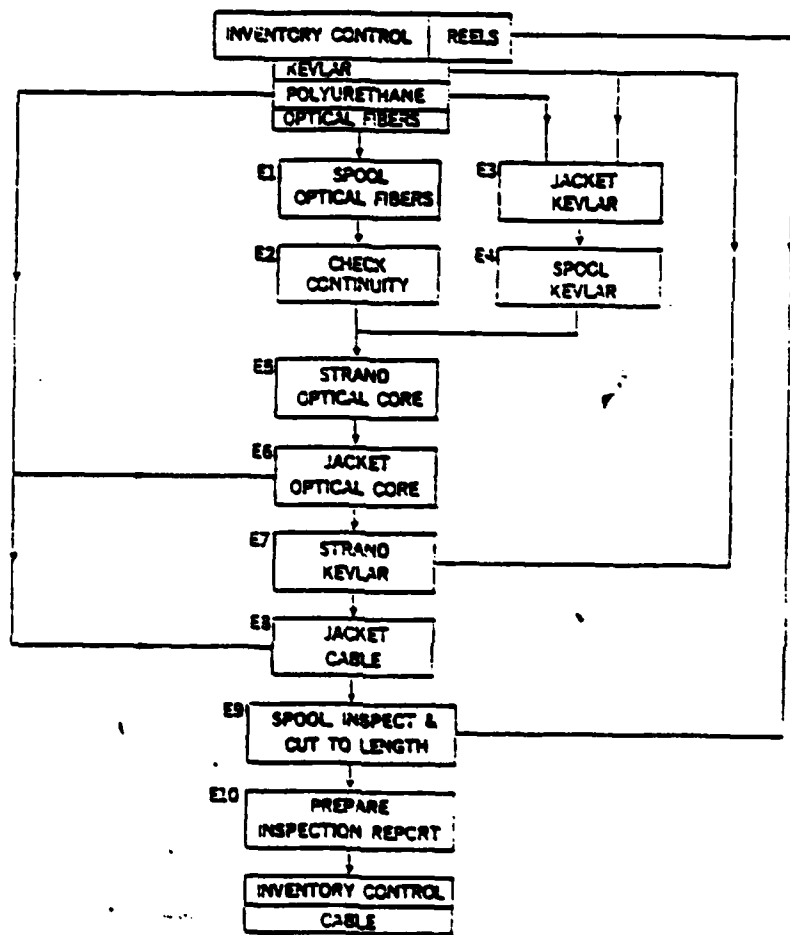 INVENTORY CONTROL REELS
KEVLAR
POLYURETHANE
OPTICAL FIBERS
E1 SPOOL
OPTICAL FIBERS
E3 JACKET
KEVLAR
E2 CHECK
CONTINUITY
E4 SPOOL
KEVLAR
E5 STRAND
OPTICAL CORE
E6 JACKET
OPTICAL CORE
E7 STRAND
KEVLAR
E8 JACKET
CABLE
E9 SPOOL, INSPECT &
CUT TO LENGTH
E10 PREPARE
INSPECTION REPORT
INVENTORY CONTROL
CABLE